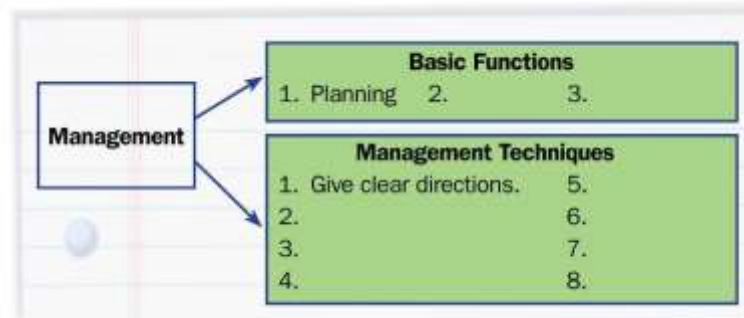 Management
Basic Functions
1. Planning 2. 3.
Management Techniques
1. Give clear directions. 5.
2. 6.
3. 7.
4. 8.